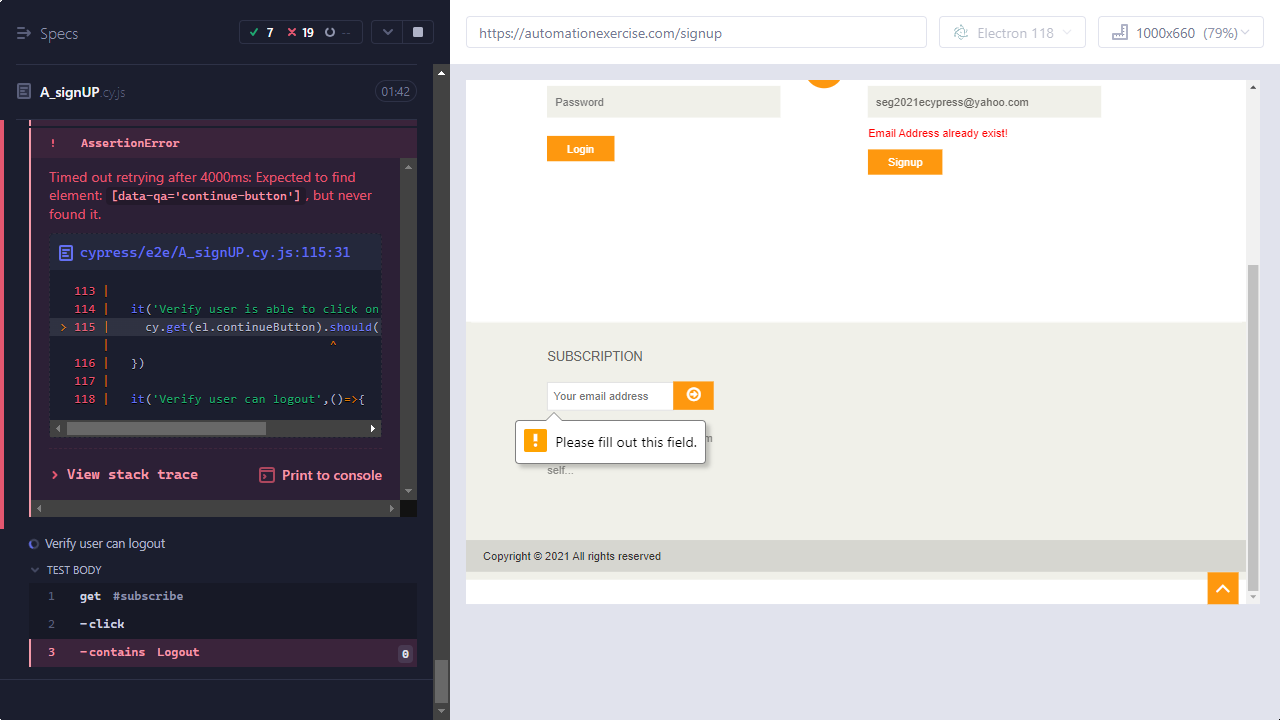 Specs
7
19
--
https://automationexercise.com/signup
Electron 118
1000x660 (79%)
A_signUP.cy.js
01:42
! AssertionError
Timed out retrying after 4000ms: Expected to find
element: [data-qa='continue-button'], but never
found it.
cypress/e2e/A_signUP.cy.js:115:31
113 |
114 | it('Verify user is able to click on
> 115 | cy.get(el.continueButton).should(
| ^
116 | })
117 |
118 | it('Verify user can logout',()=>{
View stack trace
Print to console
Verify user can logout
TEST BODY
1 get #subscribe
2 -click
3 -contains Logout 0
Password
Login
seg2021ecypress@yahoo.com
Email Address already exist!
Signup
SUBSCRIPTION
Your email address
Please fill out this field.
self...
Copyright © 2021 All rights reserved